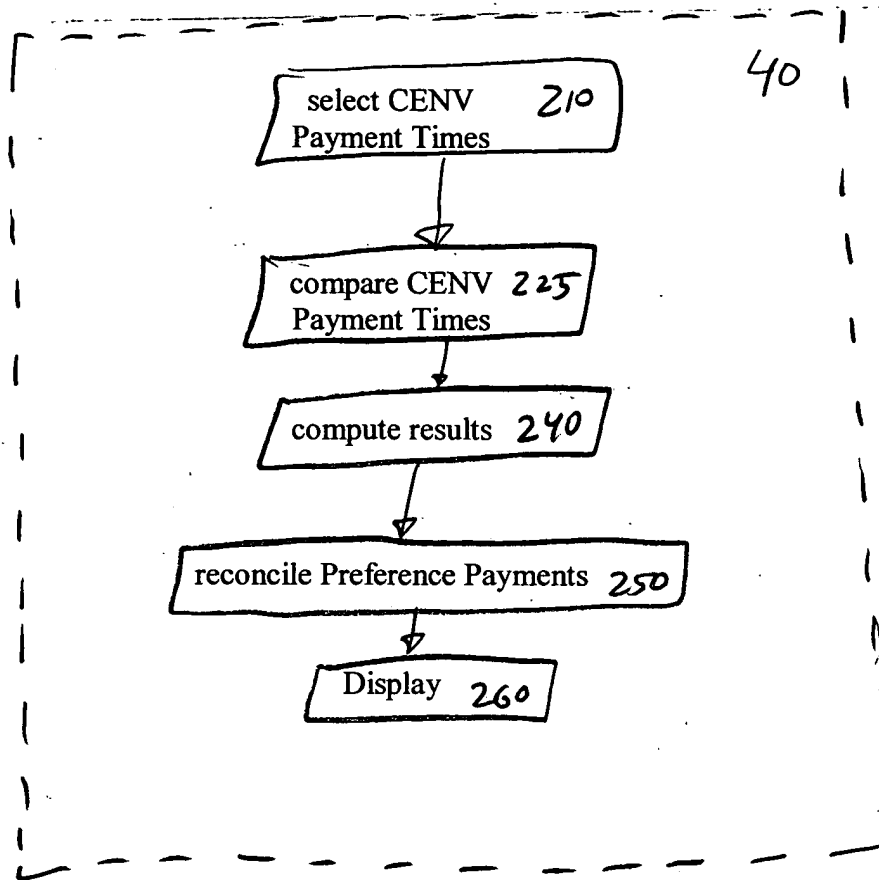 40
select CENV 210
Payment Times
compare CENV 225
Payment Times
compute results 240
reconcile Preference Payments 250
Display 260